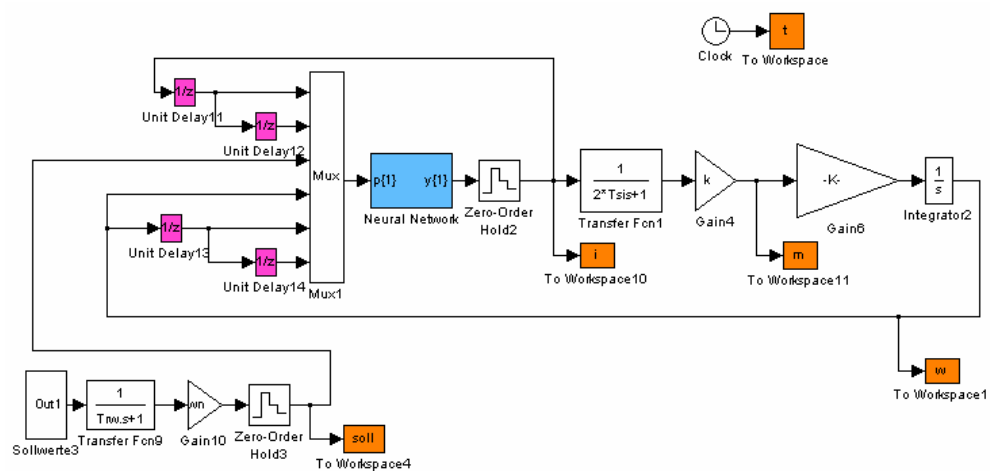 t
Clock
To Workspace
1/z
Unit Delay11
1/z
Unit Delay12
Mux
p{1}
y{1}
Neural Network
Zero-Order
Hold2
1
2*Tsis+1
Transfer Fcn1
k
Gain4
-K-
Gain6
1
s
Integrator2
1/z
Unit Delay13
1/z
Unit Delay14
Mux1
i
To Workspace10
m
To Workspace11
w
To Workspace1
Out1
Sollwerte3
1
Trw.s+1
Transfer Fcn9
wn
Gain10
Zero-Order
Hold3
soll
To Workspace4